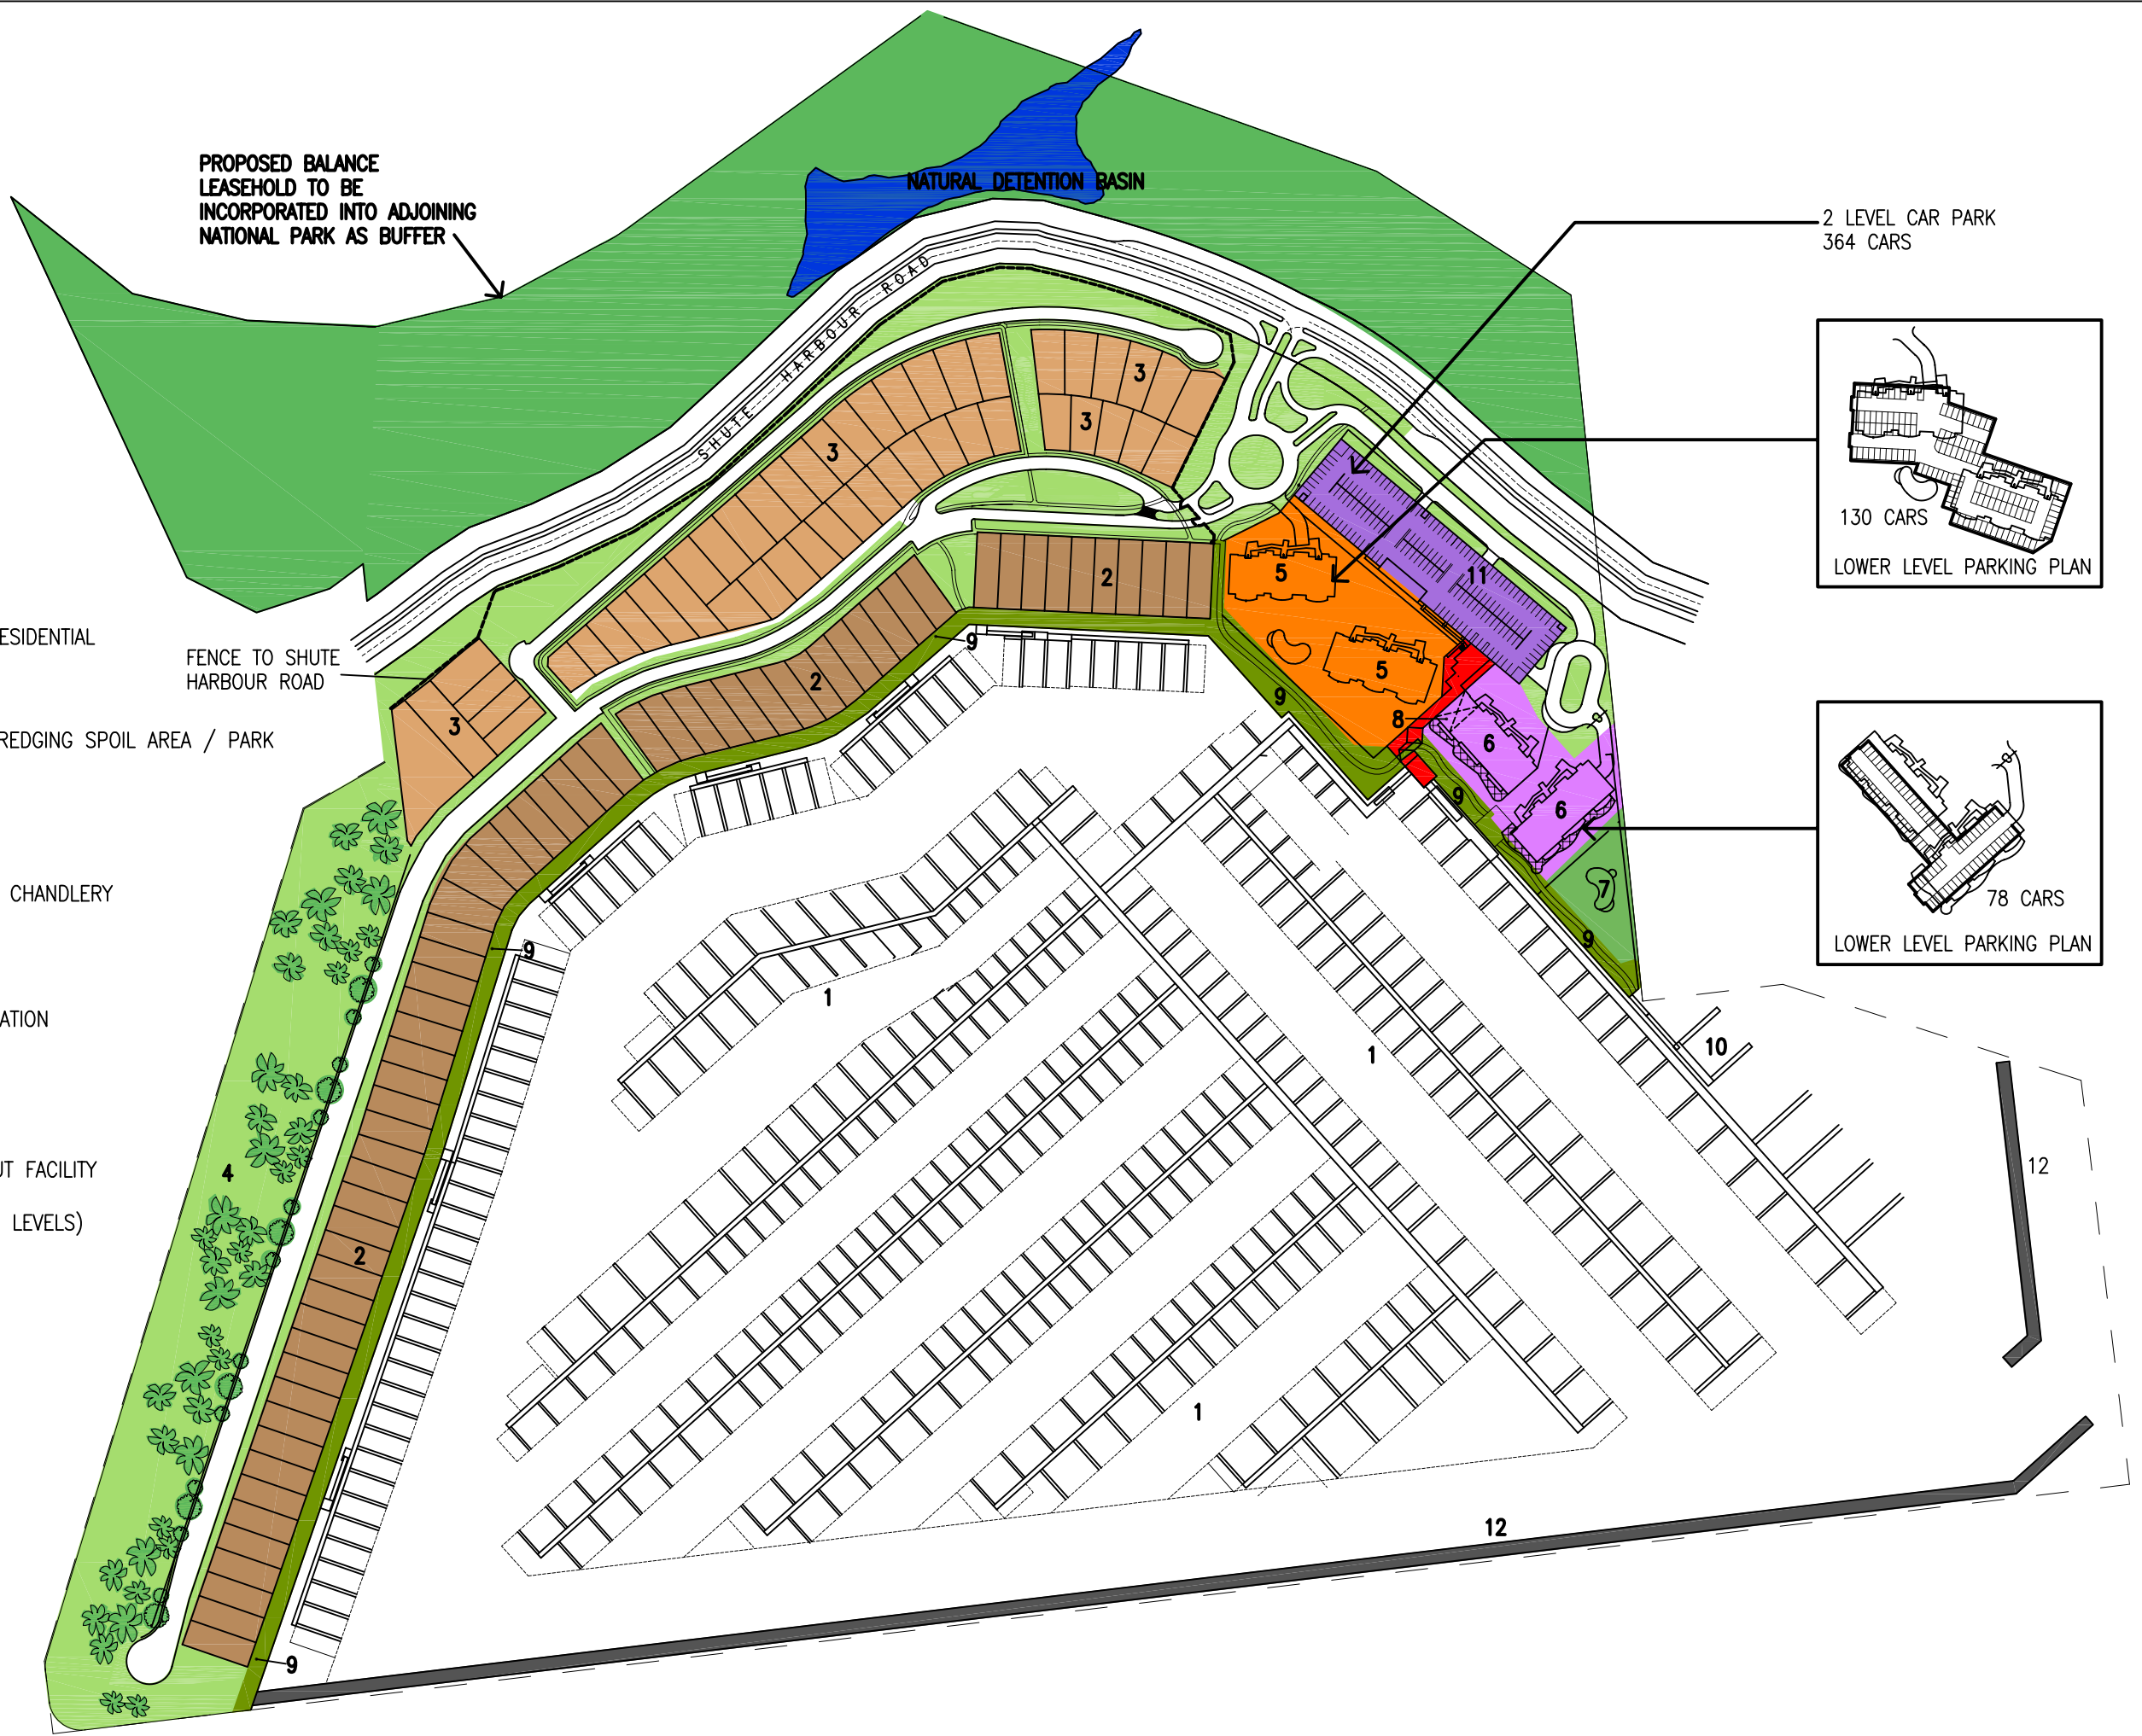 PROPOSED BALANCE
LEASEHOLD TO BE
INCORPORATED INTO ADJOINING
NATIONAL PARK AS BUFFER
NATURAL DETENTION BASIN
2 LEVEL CAR PARK
364 CARS
SHUTE HARBOUR ROAD
130 CARS
LOWER LEVEL PARKING PLAN
78 CARS
LOWER LEVEL PARKING PLAN
FENCE TO SHUTE
HARBOUR ROAD
ESIDENTIAL
REDGING SPOIL AREA / PARK
CHANDLERY
ATION
UT FACILITY
LEVELS)
3
3
3
3
2
2
2
5
5
11
8
6
6
7
9
9
9
9
9
9
9
10
4
1
1
1
12
12